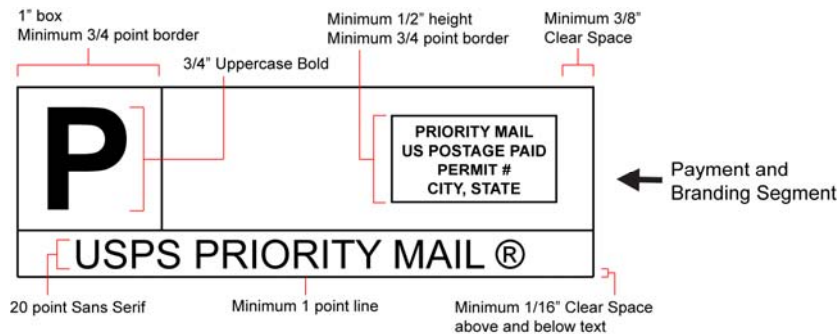 1” box
Minimum 3/4 point border
Minimum 1/2” height
Minimum 3/4 point border
Minimum 3/8”
Clear Space
3/4” Uppercase Bold
P
PRIORITY MAIL
US POSTAGE PAID
PERMIT #
CITY, STATE
Payment and
Branding Segment
USPS PRIORITY MAIL ®
20 point Sans Serif
Minimum 1 point line
Minimum 1/16” Clear Space
above and below text